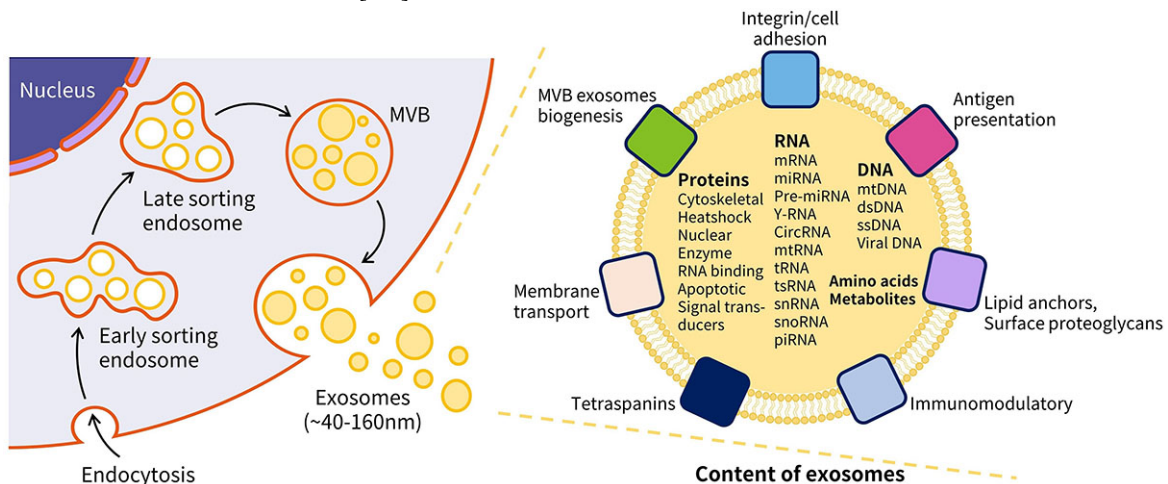 Nucleus
Late sorting
endosome
MVB
Early sorting
endosome
Exosomes
(~40-160nm)
Endocytosis
Integrin/cell
adhesion
MVB exosomes
biogenesis
Antigen
presentation
Proteins
Cytoskeletal
Heatshock
Nuclear
Enzyme
RNA binding
Apoptotic
Signal trans-
ducers
RNA
mRNA
miRNA
Pre-miRNA
Y-RNA
CircRNA
mtRNA
tRNA
tsRNA
snRNA
snoRNA
piRNA
DNA
mtDNA
dsDNA
ssDNA
Viral DNA
Amino acids
Metabolites
Membrane
transport
Lipid anchors,
Surface proteoglycans
Tetraspanins
Immunomodulatory
Content of exosomes